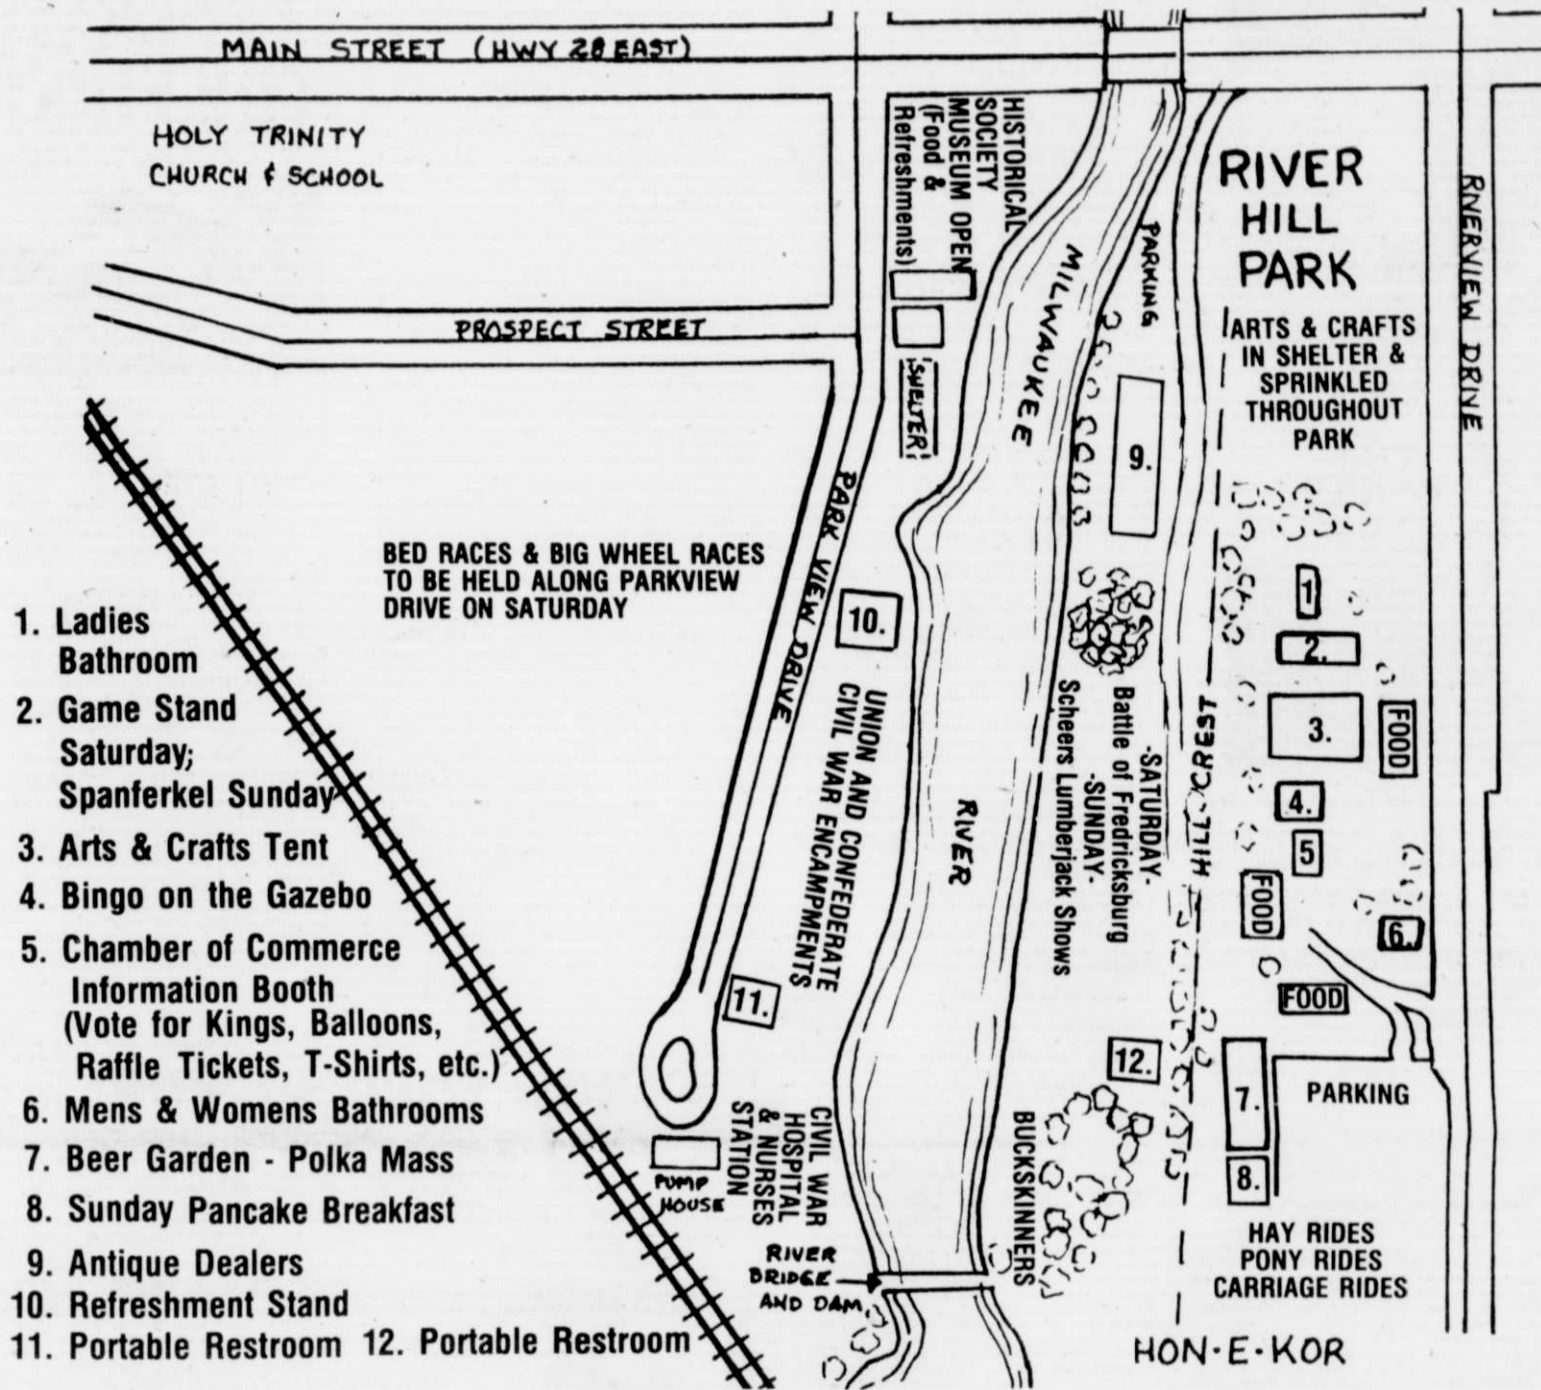 MAIN STREET (HWY 28 EAST)
HOLY TRINITY
CHURCH & SCHOOL
PROSPECT STREET
HISTORICAL
SOCIETY
MUSEUM OPEN
(Food &
Refreshments)
SHELTER
PARK VIEW DRIVE
MILWAUKEE
RIVER
PARKING
RIVER
HILL
PARK
ARTS & CRAFTS
IN SHELTER &
SPRINKLED
THROUGHOUT
PARK
RIVERVIEW DRIVE
BED RACES & BIG WHEEL RACES
TO BE HELD ALONG PARKVIEW
DRIVE ON SATURDAY
9.
10.
1
2.
3.
FOOD
4.
5
FOOD
6.
FOOD
HILLCREST
UNION AND CONFEDERATE
CIVIL WAR ENCAMPMENTS
-SATURDAY-
Battle of Fredricksburg
-SUNDAY-
Scheers Lumberjack Shows
11.
12.
7.
PARKING
8.
CIVIL WAR
HOSPITAL
& NURSES
STATION
BUCKSKINNERS
PUMP
HOUSE
RIVER
BRIDGE
AND DAM
HAY RIDES
PONY RIDES
CARRIAGE RIDES
HON·E·KOR
1. Ladies
Bathroom
2. Game Stand
Saturday;
Spanferkel Sunday
3. Arts & Crafts Tent
4. Bingo on the Gazebo
5. Chamber of Commerce
Information Booth
(Vote for Kings, Balloons,
Raffle Tickets, T-Shirts, etc.)
6. Mens & Womens Bathrooms
7. Beer Garden - Polka Mass
8. Sunday Pancake Breakfast
9. Antique Dealers
10. Refreshment Stand
11. Portable Restroom 12. Portable Restroom